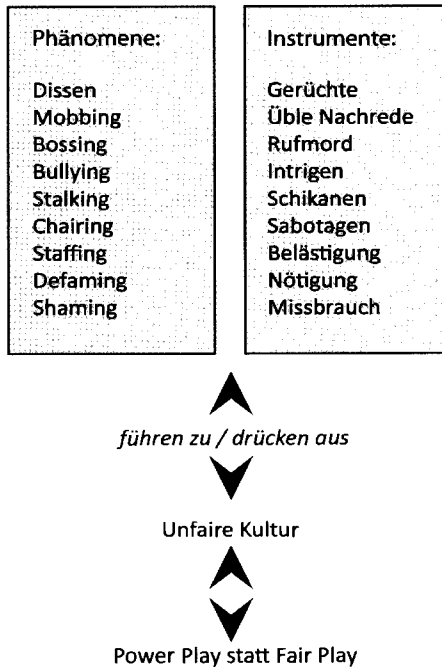 Phänomene:
Dissen
Mobbing
Bossing
Bullying
Stalking
Chairing
Staffing
Defaming
Shaming
Instrumente:
Gerüchte
Üble Nachrede
Rufmord
Intrigen
Schikanen
Sabotagen
Belästigung
Nötigung
Missbrauch
führen zu / drücken aus
Unfaire Kultur
Power Play statt Fair Play